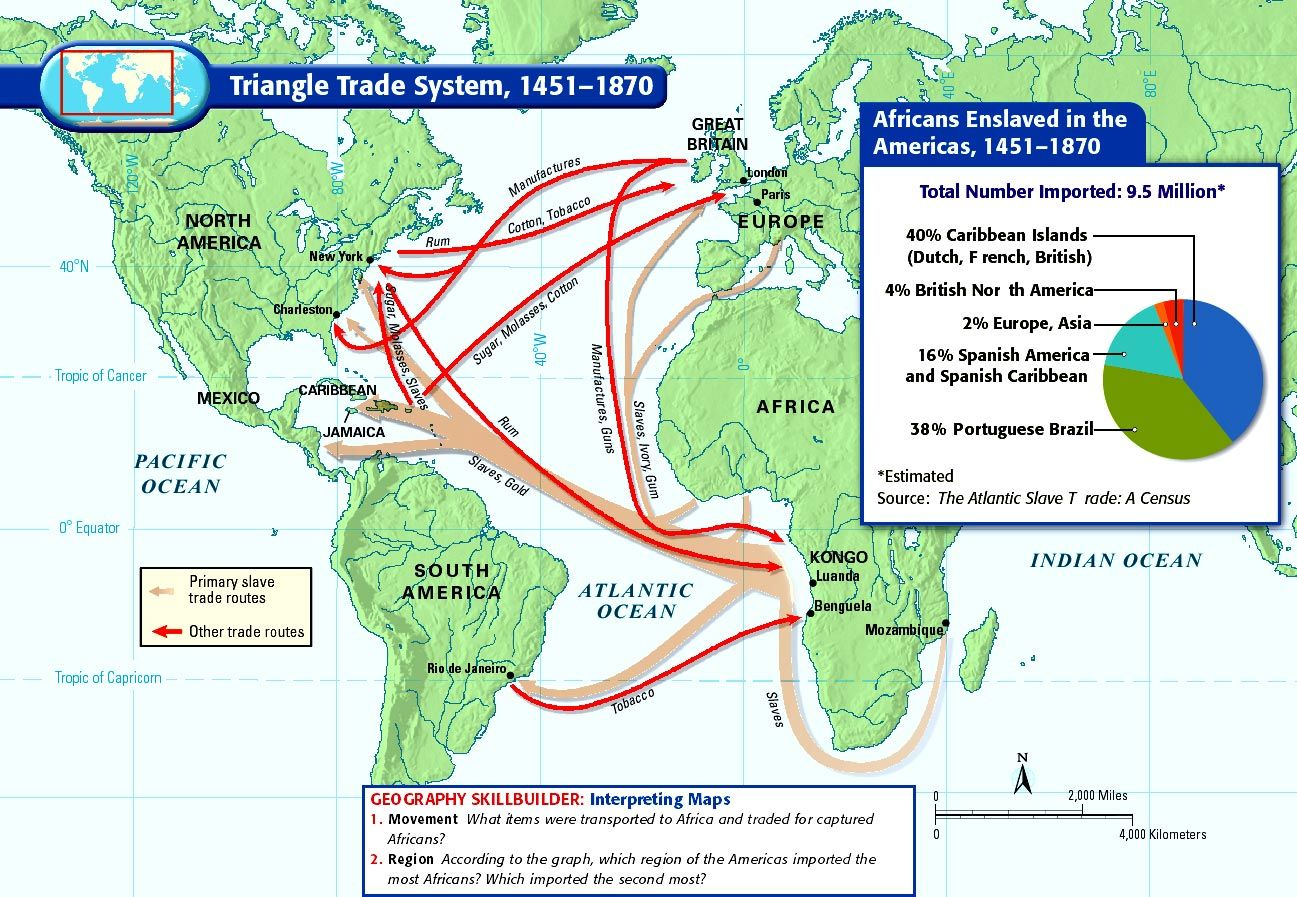 Triangle Trade System, 1451–1870
120°W
80°W
40°E
80°E
GREAT
BRITAIN
London
Paris
EUROPE
Manufactures
Cotton, Tobacco
Rum
NORTH
AMERICA
New York
40°N
Charleston
Sugar, Molasses, Slaves
Sugar, Molasses, Cotton
40°W
0°
Tropic of Cancer
MEXICO
CARIBBEAN
JAMAICA
Manufactures, Guns
Slaves, Ivory, Gum
AFRICA
Rum
Slaves, Gold
PACIFIC
OCEAN
0° Equator
SOUTH
AMERICA
ATLANTIC
OCEAN
KONGO
Luanda
Benguela
Mozambique
INDIAN OCEAN
Rio de Janeiro
Tropic of Capricorn
Tobacco
Slaves
Primary slave
trade routes
Other trade routes
Africans Enslaved in the
Americas, 1451–1870
Total Number Imported: 9.5 Million*
40% Caribbean Islands
(Dutch, F rench, British)
4% British Nor th America
2% Europe, Asia
16% Spanish America
and Spanish Caribbean
38% Portuguese Brazil
*Estimated
Source: The Atlantic Slave T rade: A Census
N
0 2,000 Miles
0 4,000 Kilometers
GEOGRAPHY SKILLBUILDER: Interpreting Maps
1. Movement What items were transported to Africa and traded for captured
Africans?
2. Region According to the graph, which region of the Americas imported the
most Africans? Which imported the second most?